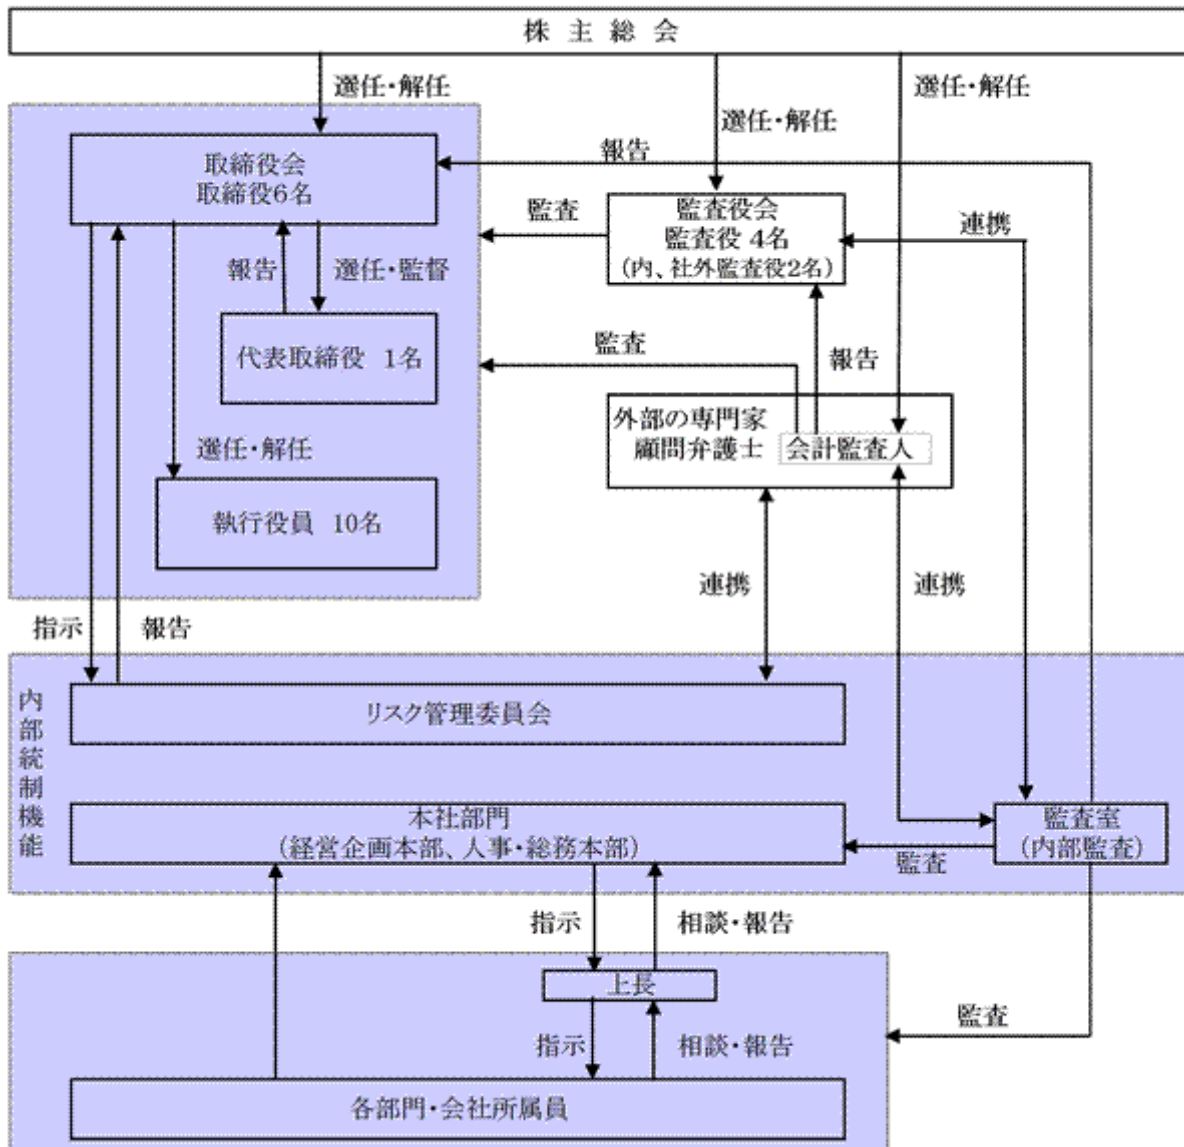 株主総会
選任・解任
選任・解任
選任・解任
取締役会
取締役6名
報告
監査
監査役会
監査役 4名
（内、社外監査役2名）
連携
報告
選任・監督
代表取締役 1名
監査
報告
外部の専門家
顧問弁護士
会計監査人
選任・解任
執行役員 10名
連携
連携
指示
報告
内部統制機能
リスク管理委員会
本社部門
（経営企画本部、人事・総務本部）
監査
監査室
（内部監査）
指示
相談・報告
上長
監査
指示
相談・報告
各部門・会社所属員